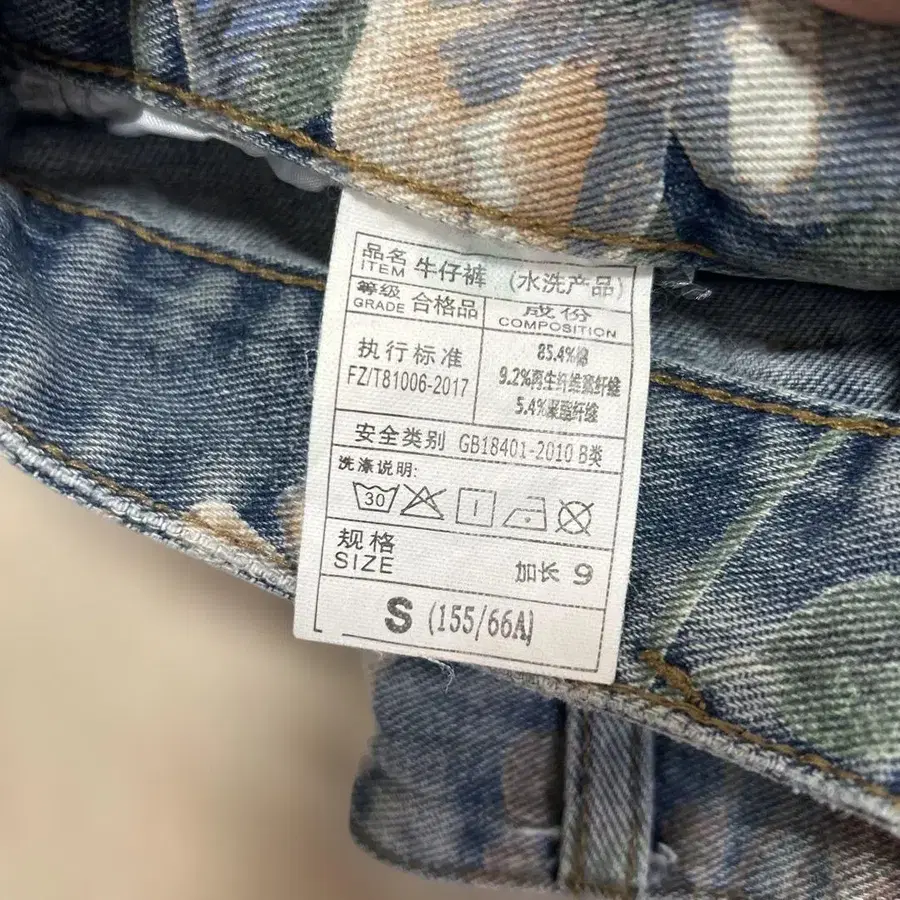 品名 牛仔裤 (水洗产品)
ITEM
等级 合格品
GRADE
成份
COMPOSITION
执行标准
FZ/T81006-2017
85.4%棉
9.2%再生纤维素纤维
5.4%聚酯纤维
安全类别 GB18401-2010 B类
洗涤说明:
30
规格
SIZE 加长 9
S (155/66A)